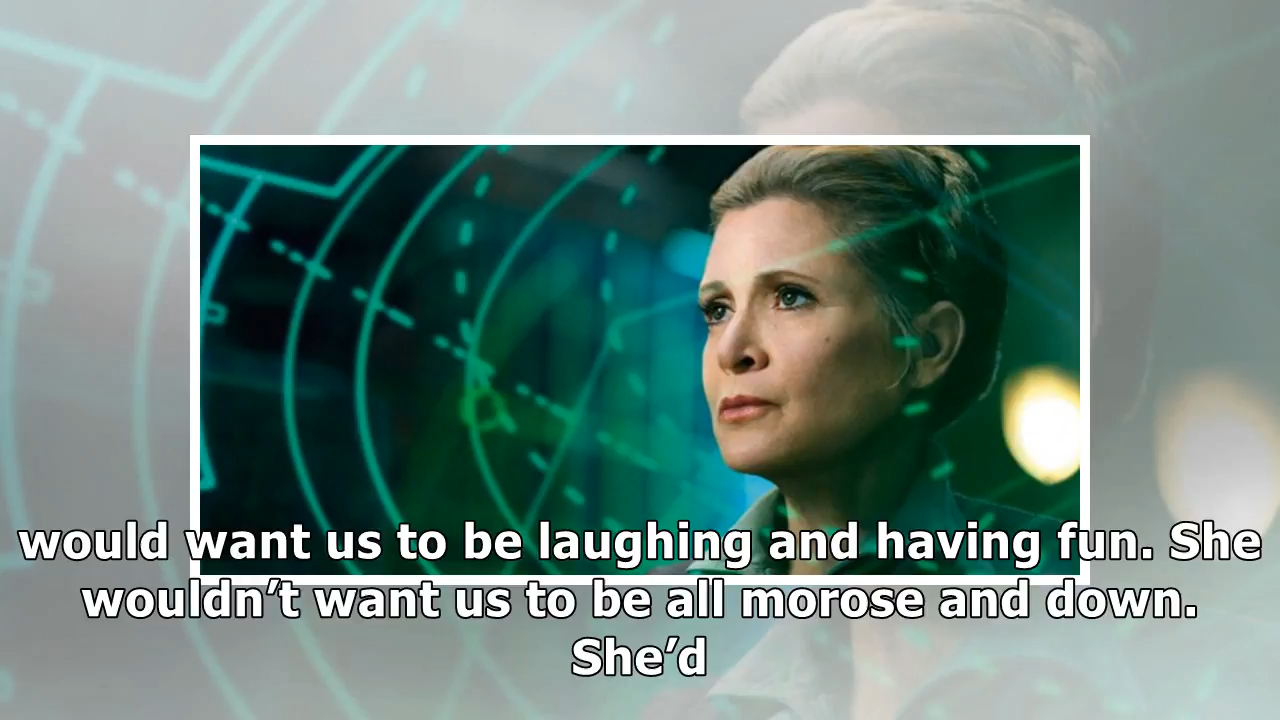 would want us to be laughing and having fun. She
wouldn’t want us to be all morose and down.
She’d